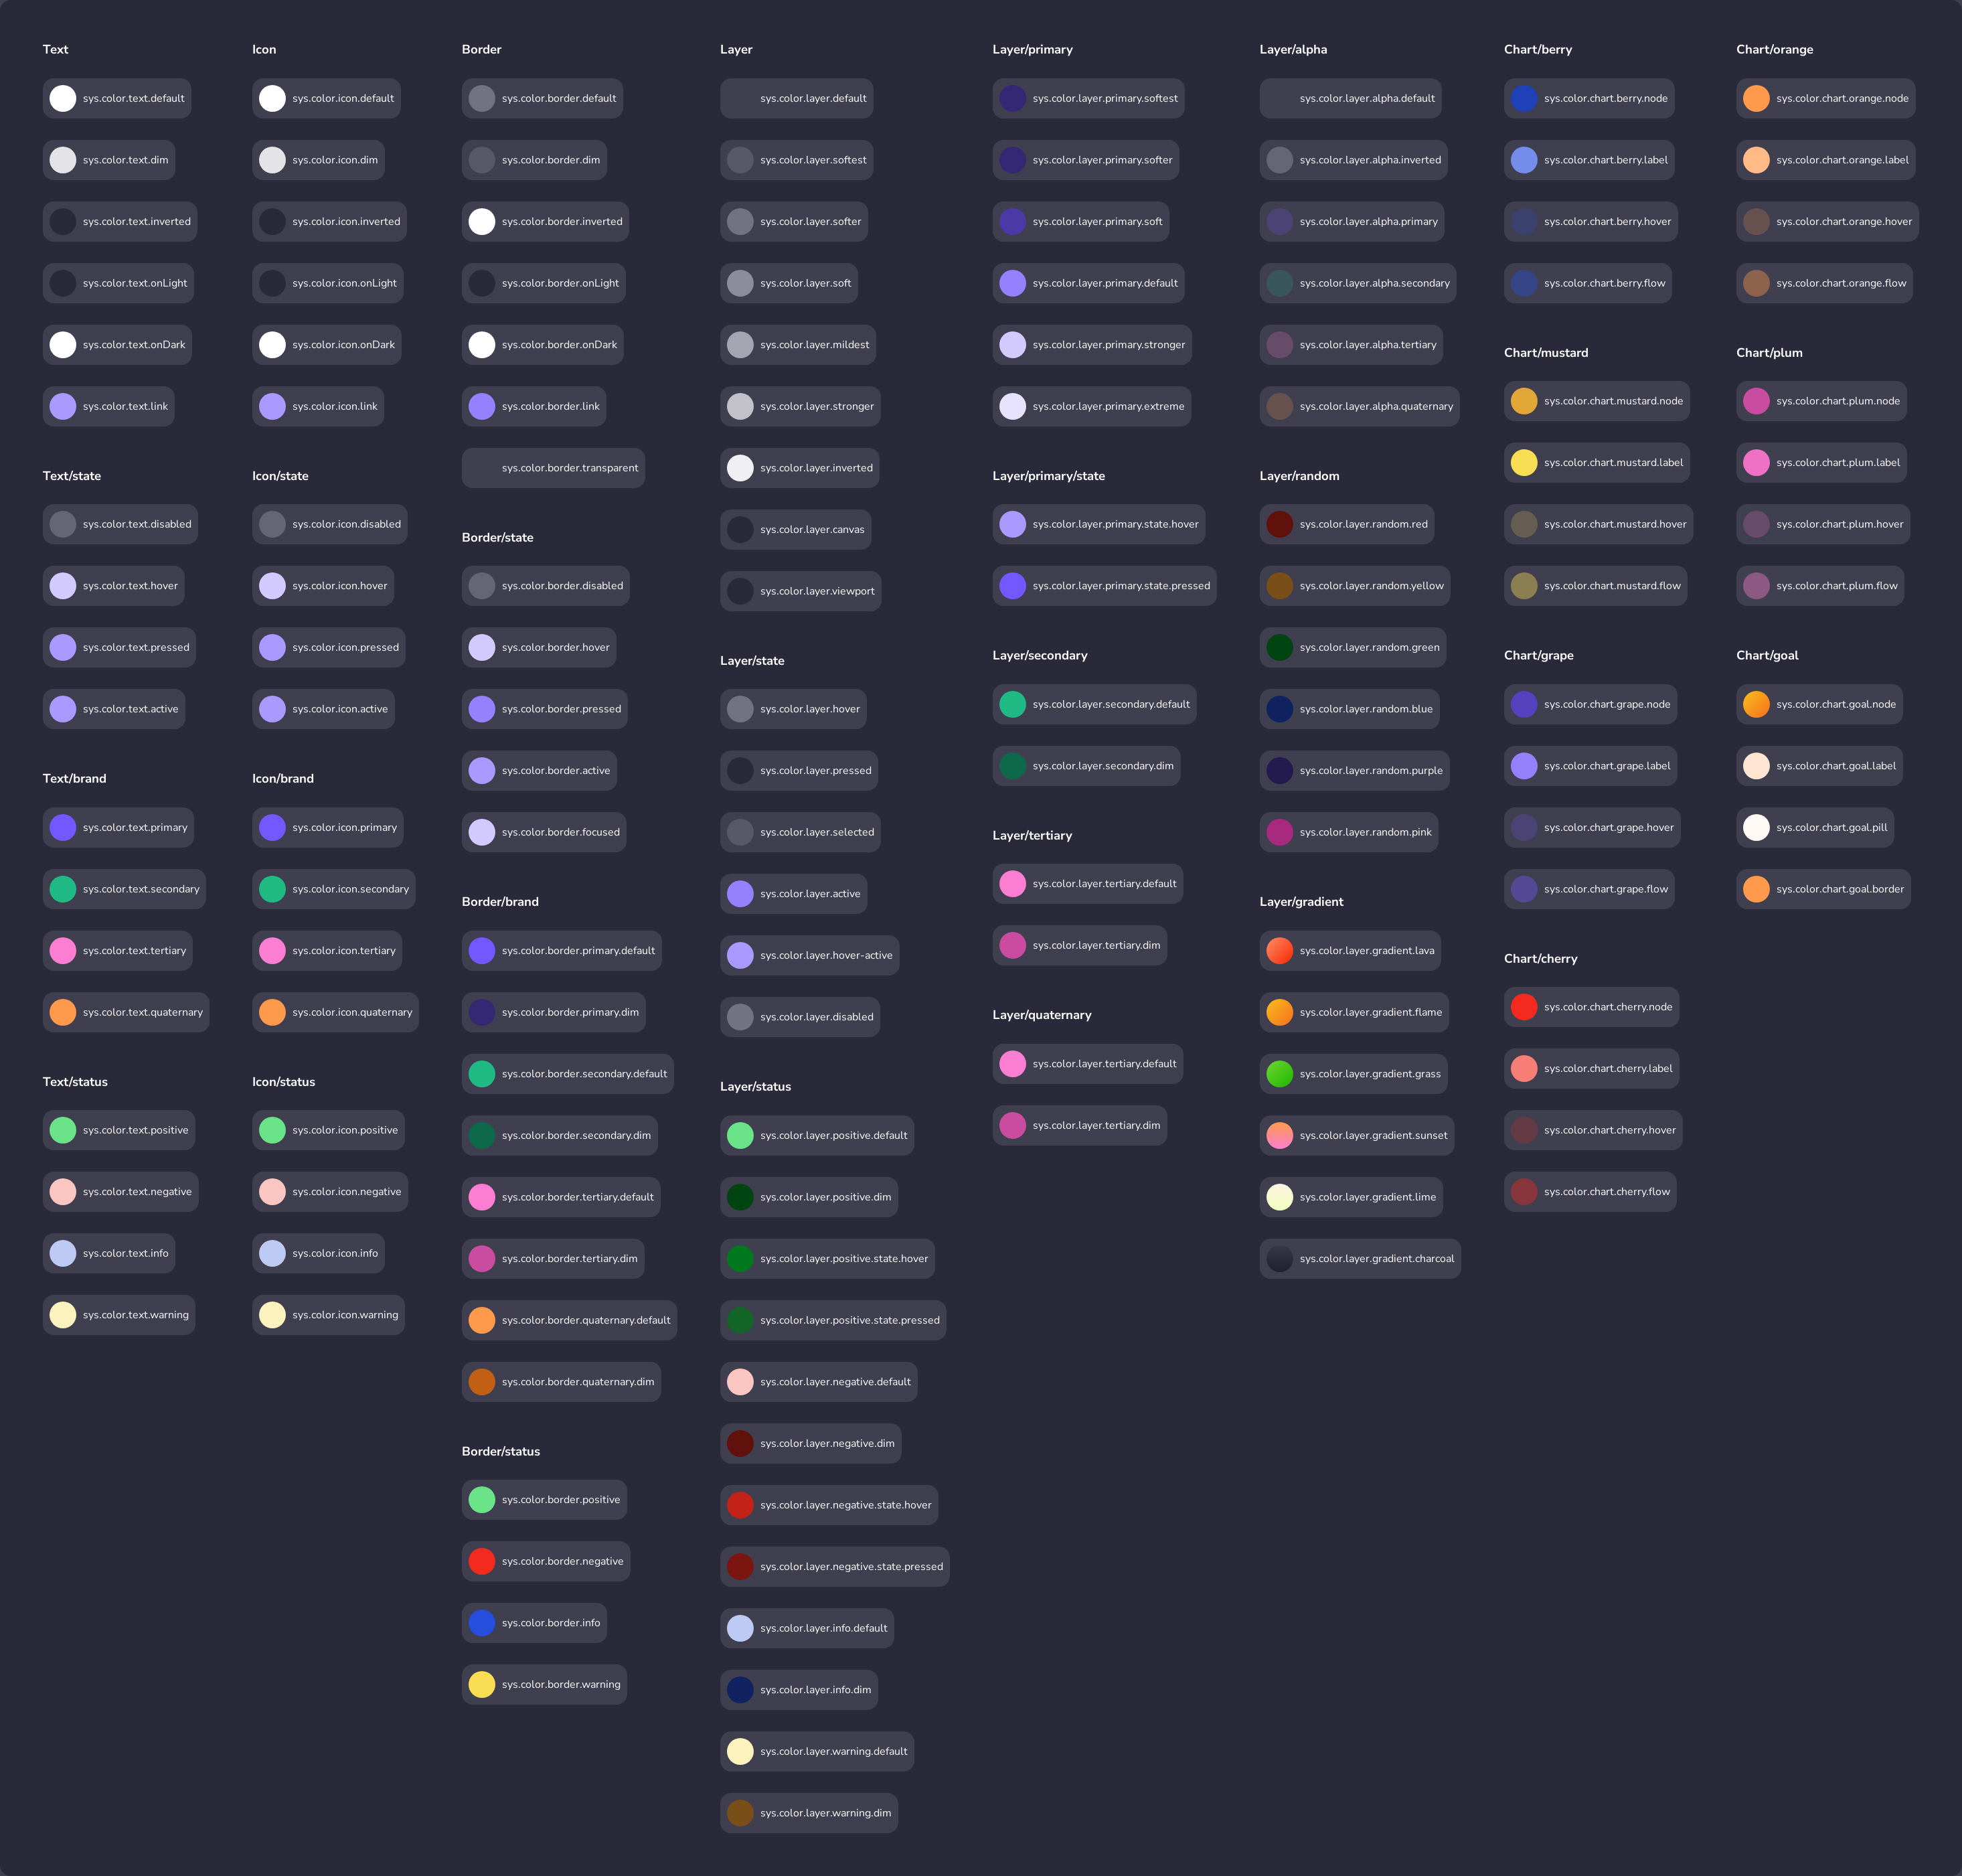 Text
sys.color.text.default
sys.color.text.dim
sys.color.text.inverted
sys.color.text.onLight
sys.color.text.onDark
sys.color.text.link
Text/state
sys.color.text.disabled
sys.color.text.hover
sys.color.text.pressed
sys.color.text.active
Text/brand
sys.color.text.primary
sys.color.text.secondary
sys.color.text.tertiary
sys.color.text.quaternary
Text/status
sys.color.text.positive
sys.color.text.negative
sys.color.text.info
sys.color.text.warning
Icon
sys.color.icon.default
sys.color.icon.dim
sys.color.icon.inverted
sys.color.icon.onLight
sys.color.icon.onDark
sys.color.icon.link
Icon/state
sys.color.icon.disabled
sys.color.icon.hover
sys.color.icon.pressed
sys.color.icon.active
Icon/brand
sys.color.icon.primary
sys.color.icon.secondary
sys.color.icon.tertiary
sys.color.icon.quaternary
Icon/status
sys.color.icon.positive
sys.color.icon.negative
sys.color.icon.info
sys.color.icon.warning
Border
sys.color.border.default
sys.color.border.dim
sys.color.border.inverted
sys.color.border.onLight
sys.color.border.onDark
sys.color.border.link
sys.color.border.transparent
Border/state
sys.color.border.disabled
sys.color.border.hover
sys.color.border.pressed
sys.color.border.active
sys.color.border.focused
Border/brand
sys.color.border.primary.default
sys.color.border.primary.dim
sys.color.border.secondary.default
sys.color.border.secondary.dim
sys.color.border.tertiary.default
sys.color.border.tertiary.dim
sys.color.border.quaternary.default
sys.color.border.quaternary.dim
Border/status
sys.color.border.positive
sys.color.border.negative
sys.color.border.info
sys.color.border.warning
Layer
sys.color.layer.default
sys.color.layer.softest
sys.color.layer.softer
sys.color.layer.soft
sys.color.layer.mildest
sys.color.layer.stronger
sys.color.layer.inverted
sys.color.layer.canvas
sys.color.layer.viewport
Layer/state
sys.color.layer.hover
sys.color.layer.pressed
sys.color.layer.selected
sys.color.layer.active
sys.color.layer.hover-active
sys.color.layer.disabled
Layer/status
sys.color.layer.positive.default
sys.color.layer.positive.dim
sys.color.layer.positive.state.hover
sys.color.layer.positive.state.pressed
sys.color.layer.negative.default
sys.color.layer.negative.dim
sys.color.layer.negative.state.hover
sys.color.layer.negative.state.pressed
sys.color.layer.info.default
sys.color.layer.info.dim
sys.color.layer.warning.default
sys.color.layer.warning.dim
Layer/primary
sys.color.layer.primary.softest
sys.color.layer.primary.softer
sys.color.layer.primary.soft
sys.color.layer.primary.default
sys.color.layer.primary.stronger
sys.color.layer.primary.extreme
Layer/primary/state
sys.color.layer.primary.state.hover
sys.color.layer.primary.state.pressed
Layer/secondary
sys.color.layer.secondary.default
sys.color.layer.secondary.dim
Layer/tertiary
sys.color.layer.tertiary.default
sys.color.layer.tertiary.dim
Layer/quaternary
sys.color.layer.tertiary.default
sys.color.layer.tertiary.dim
Layer/alpha
sys.color.layer.alpha.default
sys.color.layer.alpha.inverted
sys.color.layer.alpha.primary
sys.color.layer.alpha.secondary
sys.color.layer.alpha.tertiary
sys.color.layer.alpha.quaternary
Layer/random
sys.color.layer.random.red
sys.color.layer.random.yellow
sys.color.layer.random.green
sys.color.layer.random.blue
sys.color.layer.random.purple
sys.color.layer.random.pink
Layer/gradient
sys.color.layer.gradient.lava
sys.color.layer.gradient.flame
sys.color.layer.gradient.grass
sys.color.layer.gradient.sunset
sys.color.layer.gradient.lime
sys.color.layer.gradient.charcoal
Chart/berry
sys.color.chart.berry.node
sys.color.chart.berry.label
sys.color.chart.berry.hover
sys.color.chart.berry.flow
Chart/mustard
sys.color.chart.mustard.node
sys.color.chart.mustard.label
sys.color.chart.mustard.hover
sys.color.chart.mustard.flow
Chart/grape
sys.color.chart.grape.node
sys.color.chart.grape.label
sys.color.chart.grape.hover
sys.color.chart.grape.flow
Chart/cherry
sys.color.chart.cherry.node
sys.color.chart.cherry.label
sys.color.chart.cherry.hover
sys.color.chart.cherry.flow
Chart/orange
sys.color.chart.orange.node
sys.color.chart.orange.label
sys.color.chart.orange.hover
sys.color.chart.orange.flow
Chart/plum
sys.color.chart.plum.node
sys.color.chart.plum.label
sys.color.chart.plum.hover
sys.color.chart.plum.flow
Chart/goal
sys.color.chart.goal.node
sys.color.chart.goal.label
sys.color.chart.goal.pill
sys.color.chart.goal.border